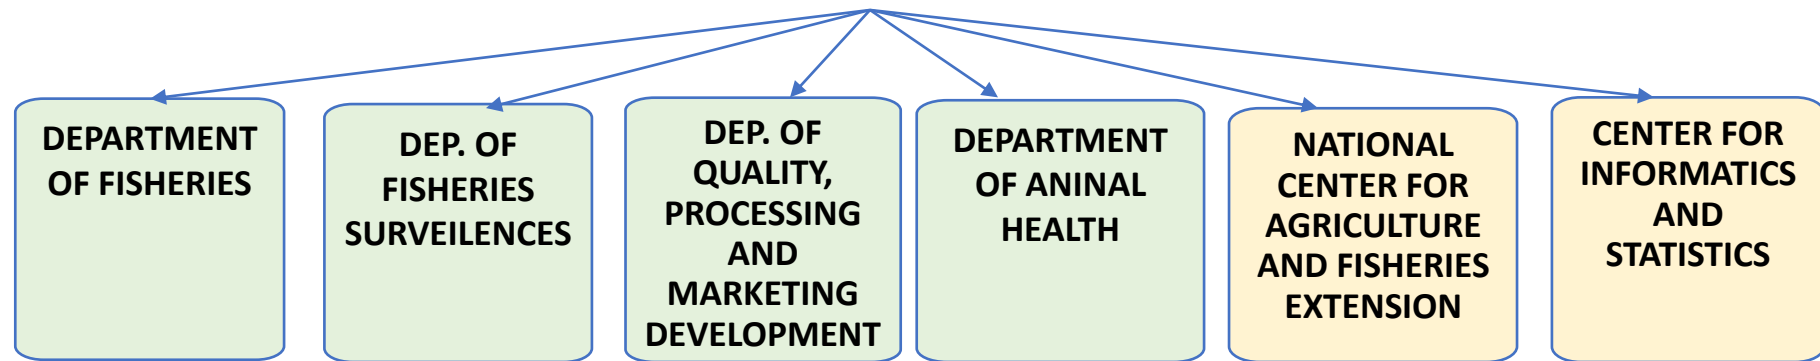 DEPARTMENT
OF FISHERIES
DEP. OF
FISHERIES
SURVEILENCES
DEP. OF
QUALITY,
PROCESSING
AND
MARKETING
DEVELOPMENT
DEPARTMENT
OF ANINAL
HEALTH
NATIONAL
CENTER FOR
AGRICULTURE
AND FISHERIES
EXTENSION
CENTER FOR
INFORMATICS
AND
STATISTICS